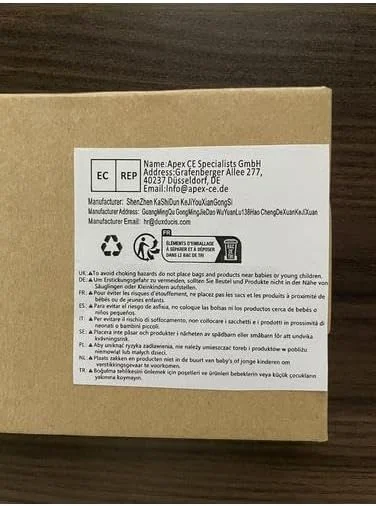 EC REP
Name:Apex CE Specialists GmbH
Address:Grafenberger Allee 277,
40237 Düsseldorf, DE
Email:Info@apex-ce.de
Manufacturer: ShenZhen KaShiDun KeJiYouXianGongSi
Manufacturer Address: GuangMingQu GongMingJieDao WuYuanLu136Hao ChengDeXuanKeJiXuan
Manufacturer Email: hr@duxducis.com
FR
ÉLÉMENTS D'EMBALLAGE
À SÉPARER ET À DÉPOSER
DANS LE BAC DE TRI
UK: To avoid choking hazards do not place bags and products near babies or young children.
DE: Um Erstickungsgefahr zu vermeiden, sollten Sie Beutel und Produkte nicht in der Nähe von
Säuglingen oder Kleinkindern aufstellen.
FR: Pour éviter les risques d'étouffement, ne placez pas les sacs et les produits à proximité de
bébés ou de jeunes enfants.
ES: Para evitar el riesgo de asfixia, no coloque las bolsas ni los productos cerca de bebés o
niños pequeños.
IT: Per evitare il rischio di soffocamento, non collocare i sacchetti e i prodotti in prossimità di
neonati o bambini piccoli.
SE: Placera inte påsar och produkter i närheten av spädbarn eller småbarn för att undvika
kvävningsrisk.
PL: Aby uniknąć ryzyka zadławienia, nie należy umieszczać toreb i produktów w pobliżu
niemowląt lub małych dzieci.
NL: Plaats zakken en producten niet in de buurt van baby's of jonge kinderen om
verstikkingsgevaar te voorkomen.
TR: Boğulma tehlikesini önlemek için poşetleri ve ürünleri bebeklerin veya küçük çocukların
yakınına koymayın.